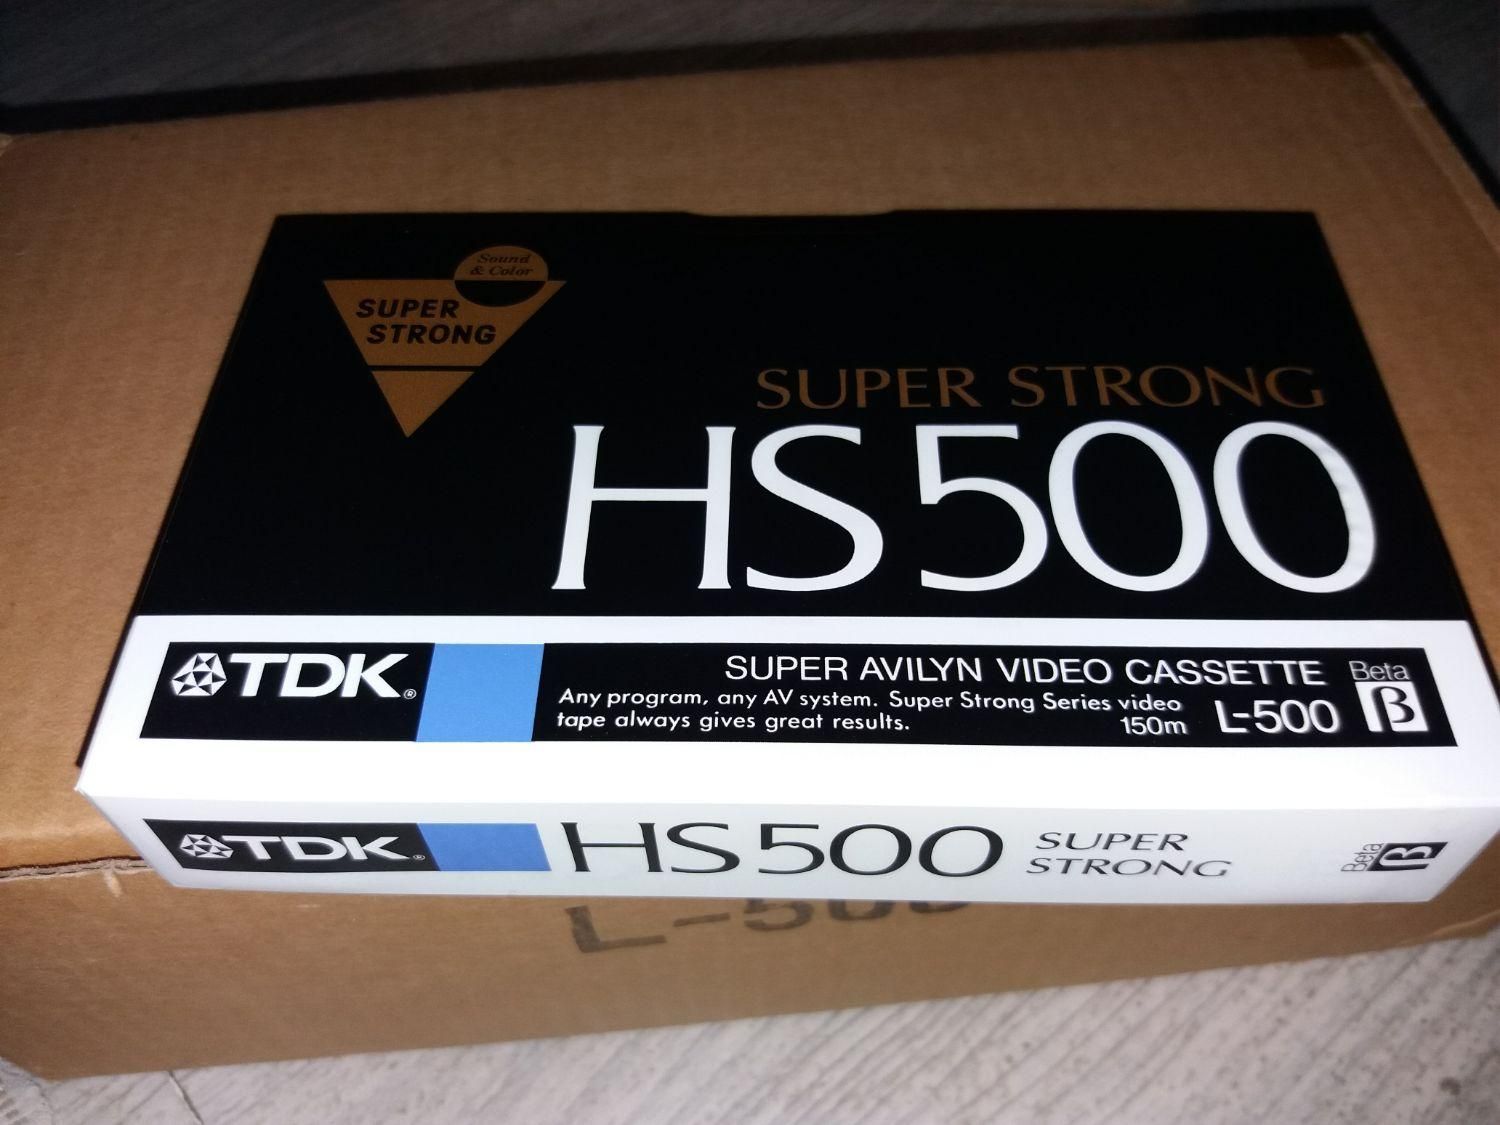 Sound
& Color
SUPER
STRONG
SUPER STRONG
HS500
TDK®
SUPER AVILYN VIDEO CASSETTE
Any program, any AV system. Super Strong Series video
tape always gives great results.
150m
L-500
Beta
β
TDK®
HS500
SUPER
STRONG
Beta
β
L-500